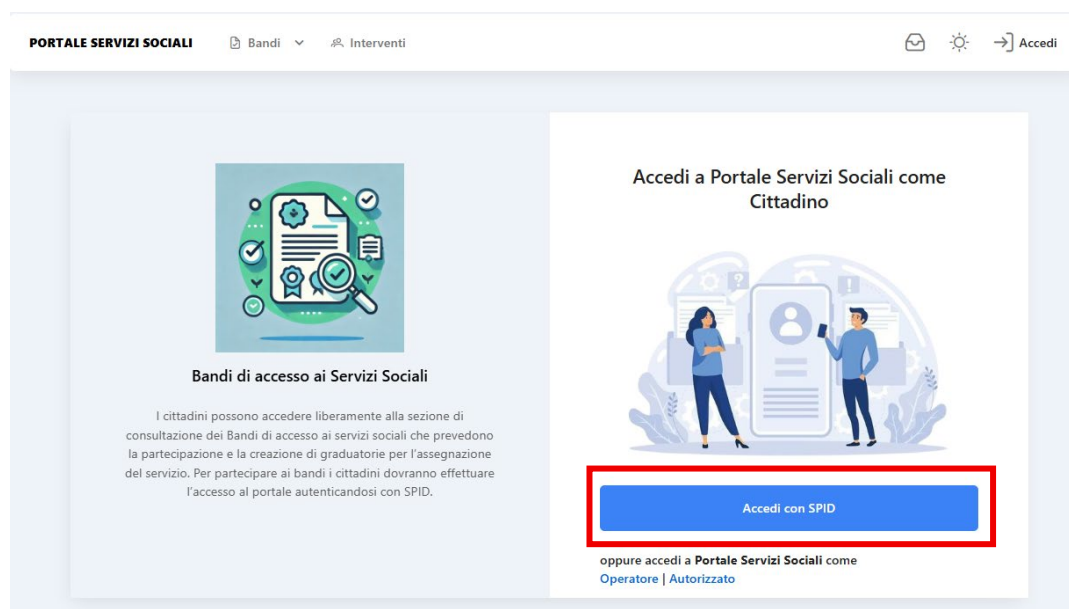 PORTALE SERVIZI SOCIALI Bandi Interventi Accedi
Bandi di accesso ai Servizi Sociali
I cittadini possono accedere liberamente alla sezione di
consultazione dei Bandi di accesso ai servizi sociali che prevedono
la partecipazione e la creazione di graduatorie per l'assegnazione
del servizio. Per partecipare ai bandi i cittadini dovranno effettuare
l'accesso al portale autenticandosi con SPID.
Accedi a Portale Servizi Sociali come
Cittadino
Accedi con SPID
oppure accedi a Portale Servizi Sociali come
Operatore | Autorizzato